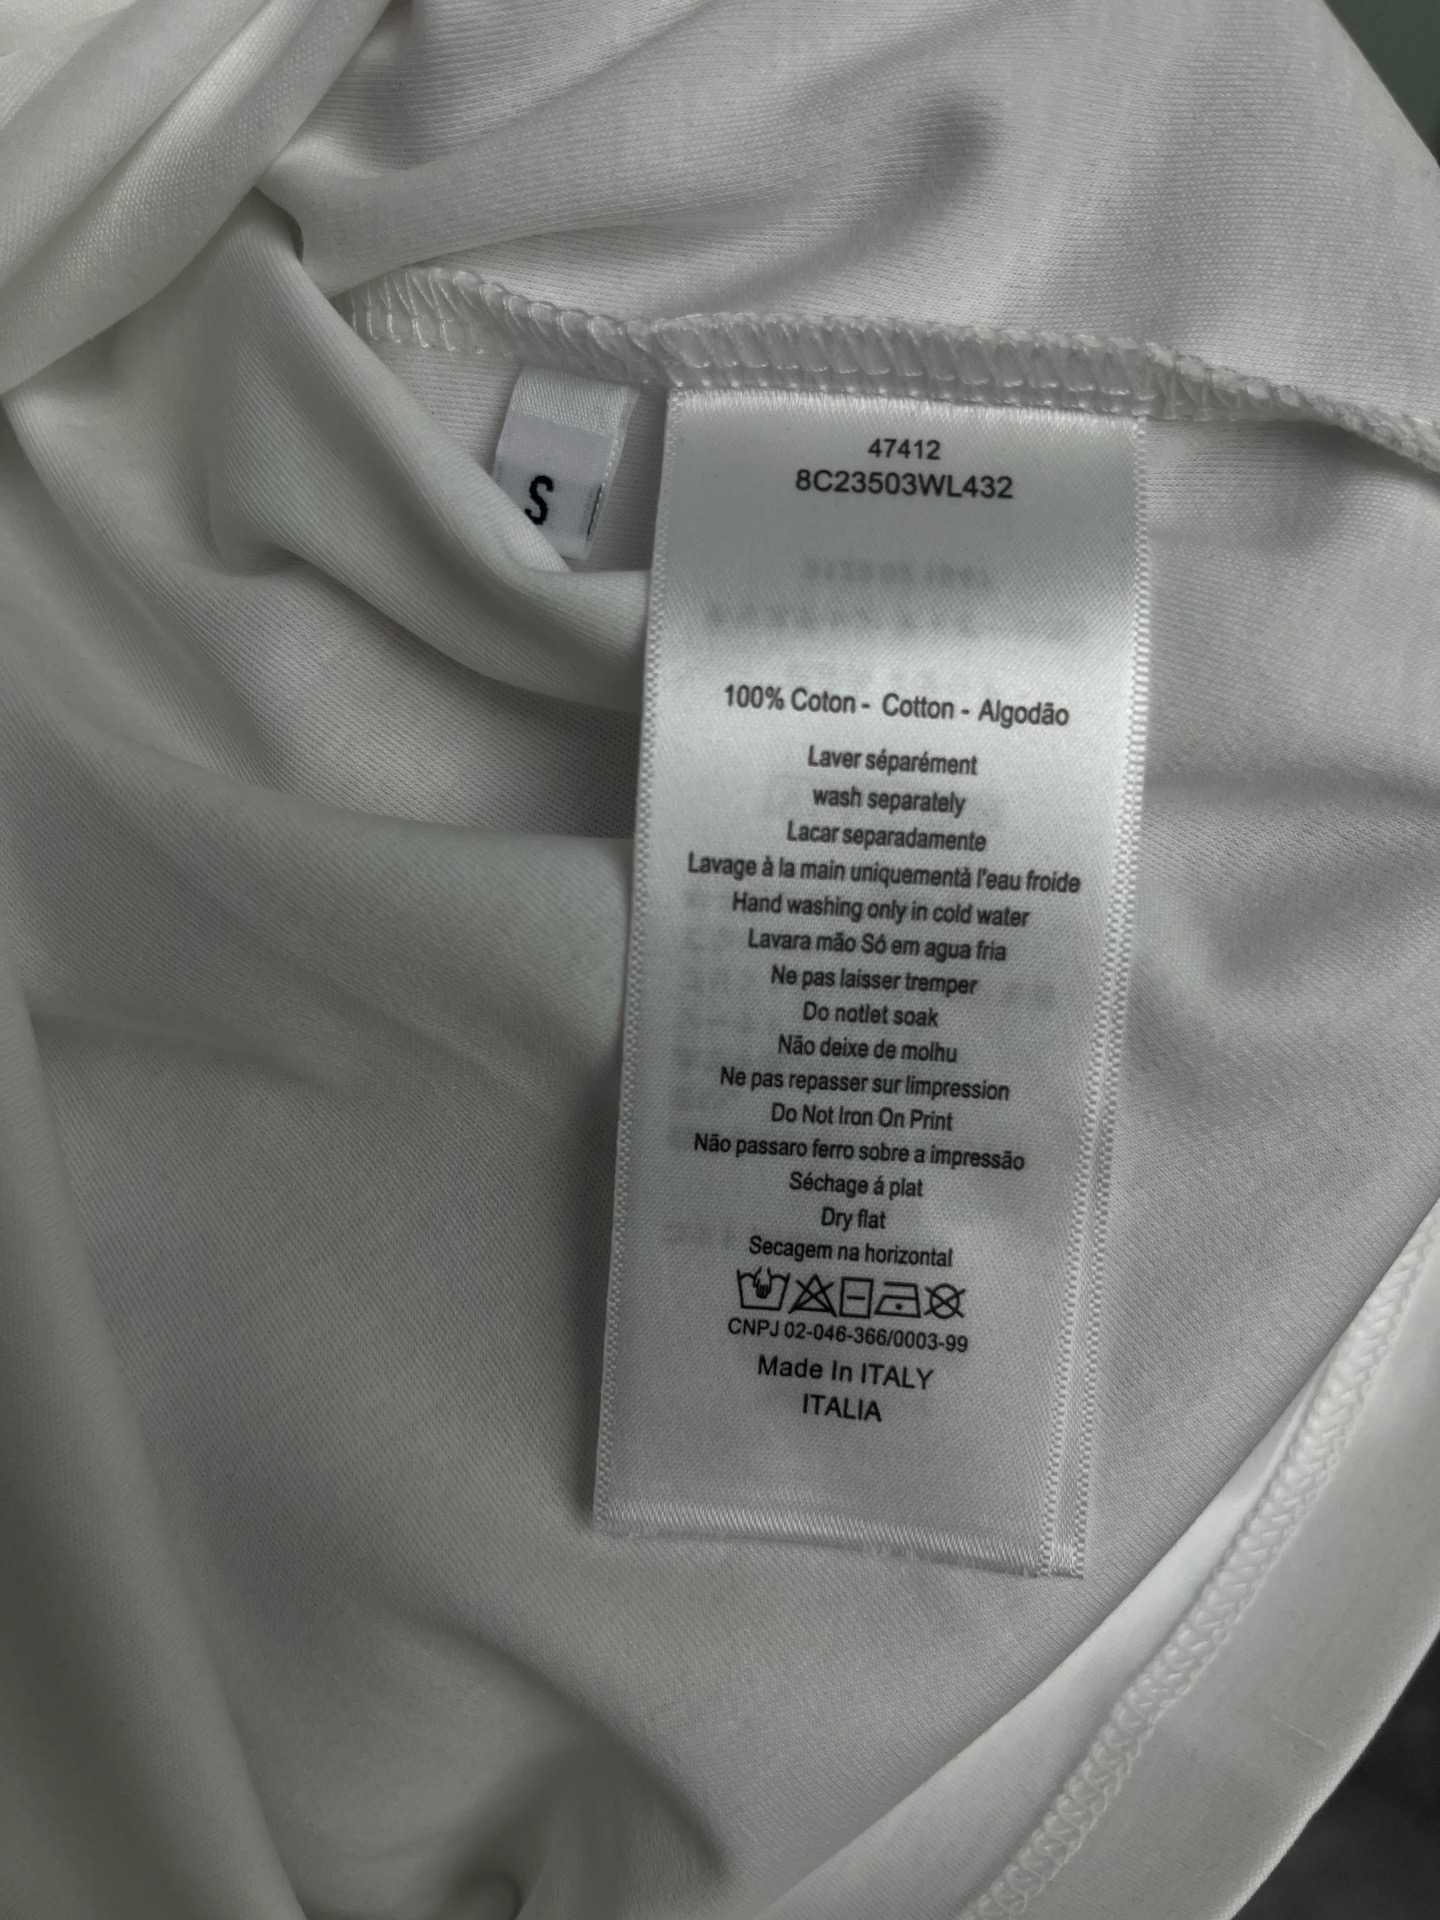 S
47412
8C23503WL432
100% Coton - Cotton - Algodão
Laver séparément
wash separately
Lacar separadamente
Lavage à la main uniquementà l'eau froide
Hand washing only in cold water
Lavara mão Só em agua fria
Ne pas laisser tremper
Do notlet soak
Não deixe de molhu
Ne pas repasser sur limpression
Do Not Iron On Print
Não passaro ferro sobre a impressão
Séchage á plat
Dry flat
Secagem na horizontal
CNPJ 02-046-366/0003-99
Made In ITALY
ITALIA